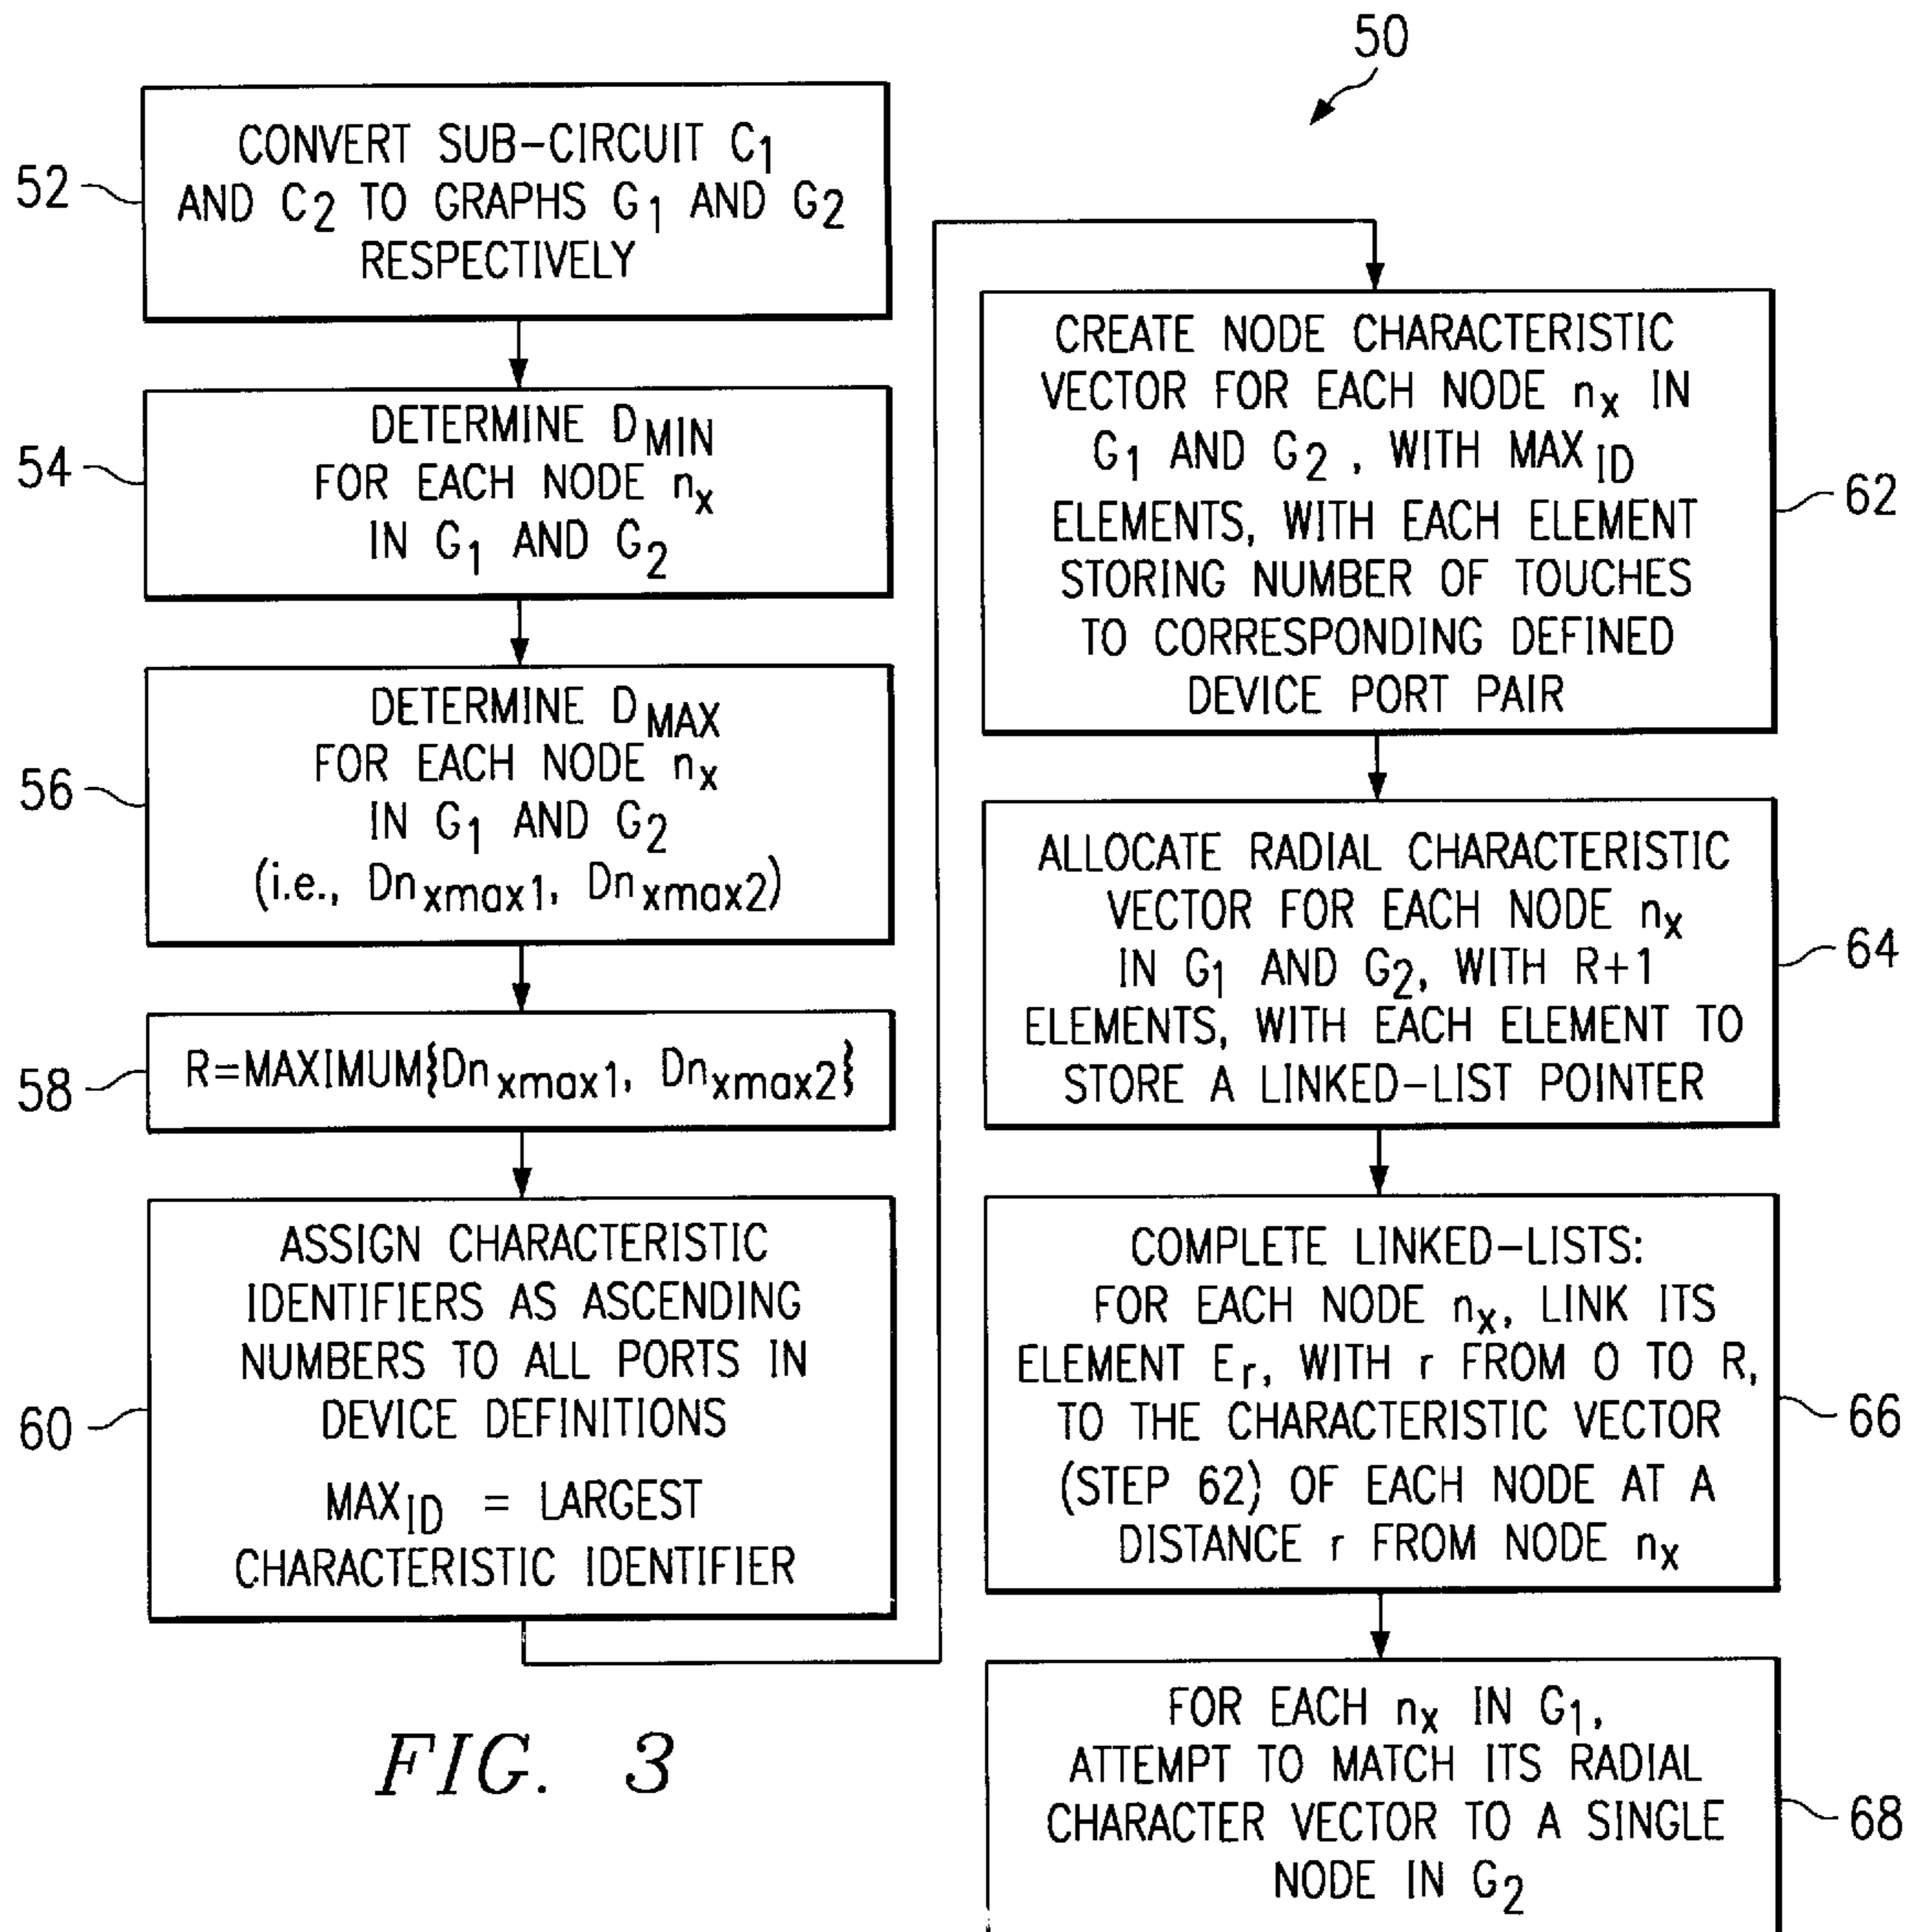 50
52
CONVERT SUB-CIRCUIT C1
AND C2 TO GRAPHS G1 AND G2
RESPECTIVELY
54
DETERMINE DMIN
FOR EACH NODE nx
IN G1 AND G2
56
DETERMINE DMAX
FOR EACH NODE nx
IN G1 AND G2
(i.e., Dnxmax1, Dnxmax2)
58
R=MAXIMUM{Dnxmax1, Dnxmax2}
60
ASSIGN CHARACTERISTIC
IDENTIFIERS AS ASCENDING
NUMBERS TO ALL PORTS IN
DEVICE DEFINITIONS
MAXID = LARGEST
CHARACTERISTIC IDENTIFIER
CREATE NODE CHARACTERISTIC
VECTOR FOR EACH NODE nx IN
G1 AND G2 , WITH MAXID
ELEMENTS, WITH EACH ELEMENT
STORING NUMBER OF TOUCHES
TO CORRESPONDING DEFINED
DEVICE PORT PAIR
62
ALLOCATE RADIAL CHARACTERISTIC
VECTOR FOR EACH NODE nx
IN G1 AND G2, WITH R+1
ELEMENTS, WITH EACH ELEMENT TO
STORE A LINKED-LIST POINTER
64
COMPLETE LINKED-LISTS:
FOR EACH NODE nx, LINK ITS
ELEMENT Er, WITH r FROM 0 TO R,
TO THE CHARACTERISTIC VECTOR
(STEP 62) OF EACH NODE AT A
DISTANCE r FROM NODE nx
66
FOR EACH nx IN G1,
ATTEMPT TO MATCH ITS RADIAL
CHARACTER VECTOR TO A SINGLE
NODE IN G2
68
FIG. 3